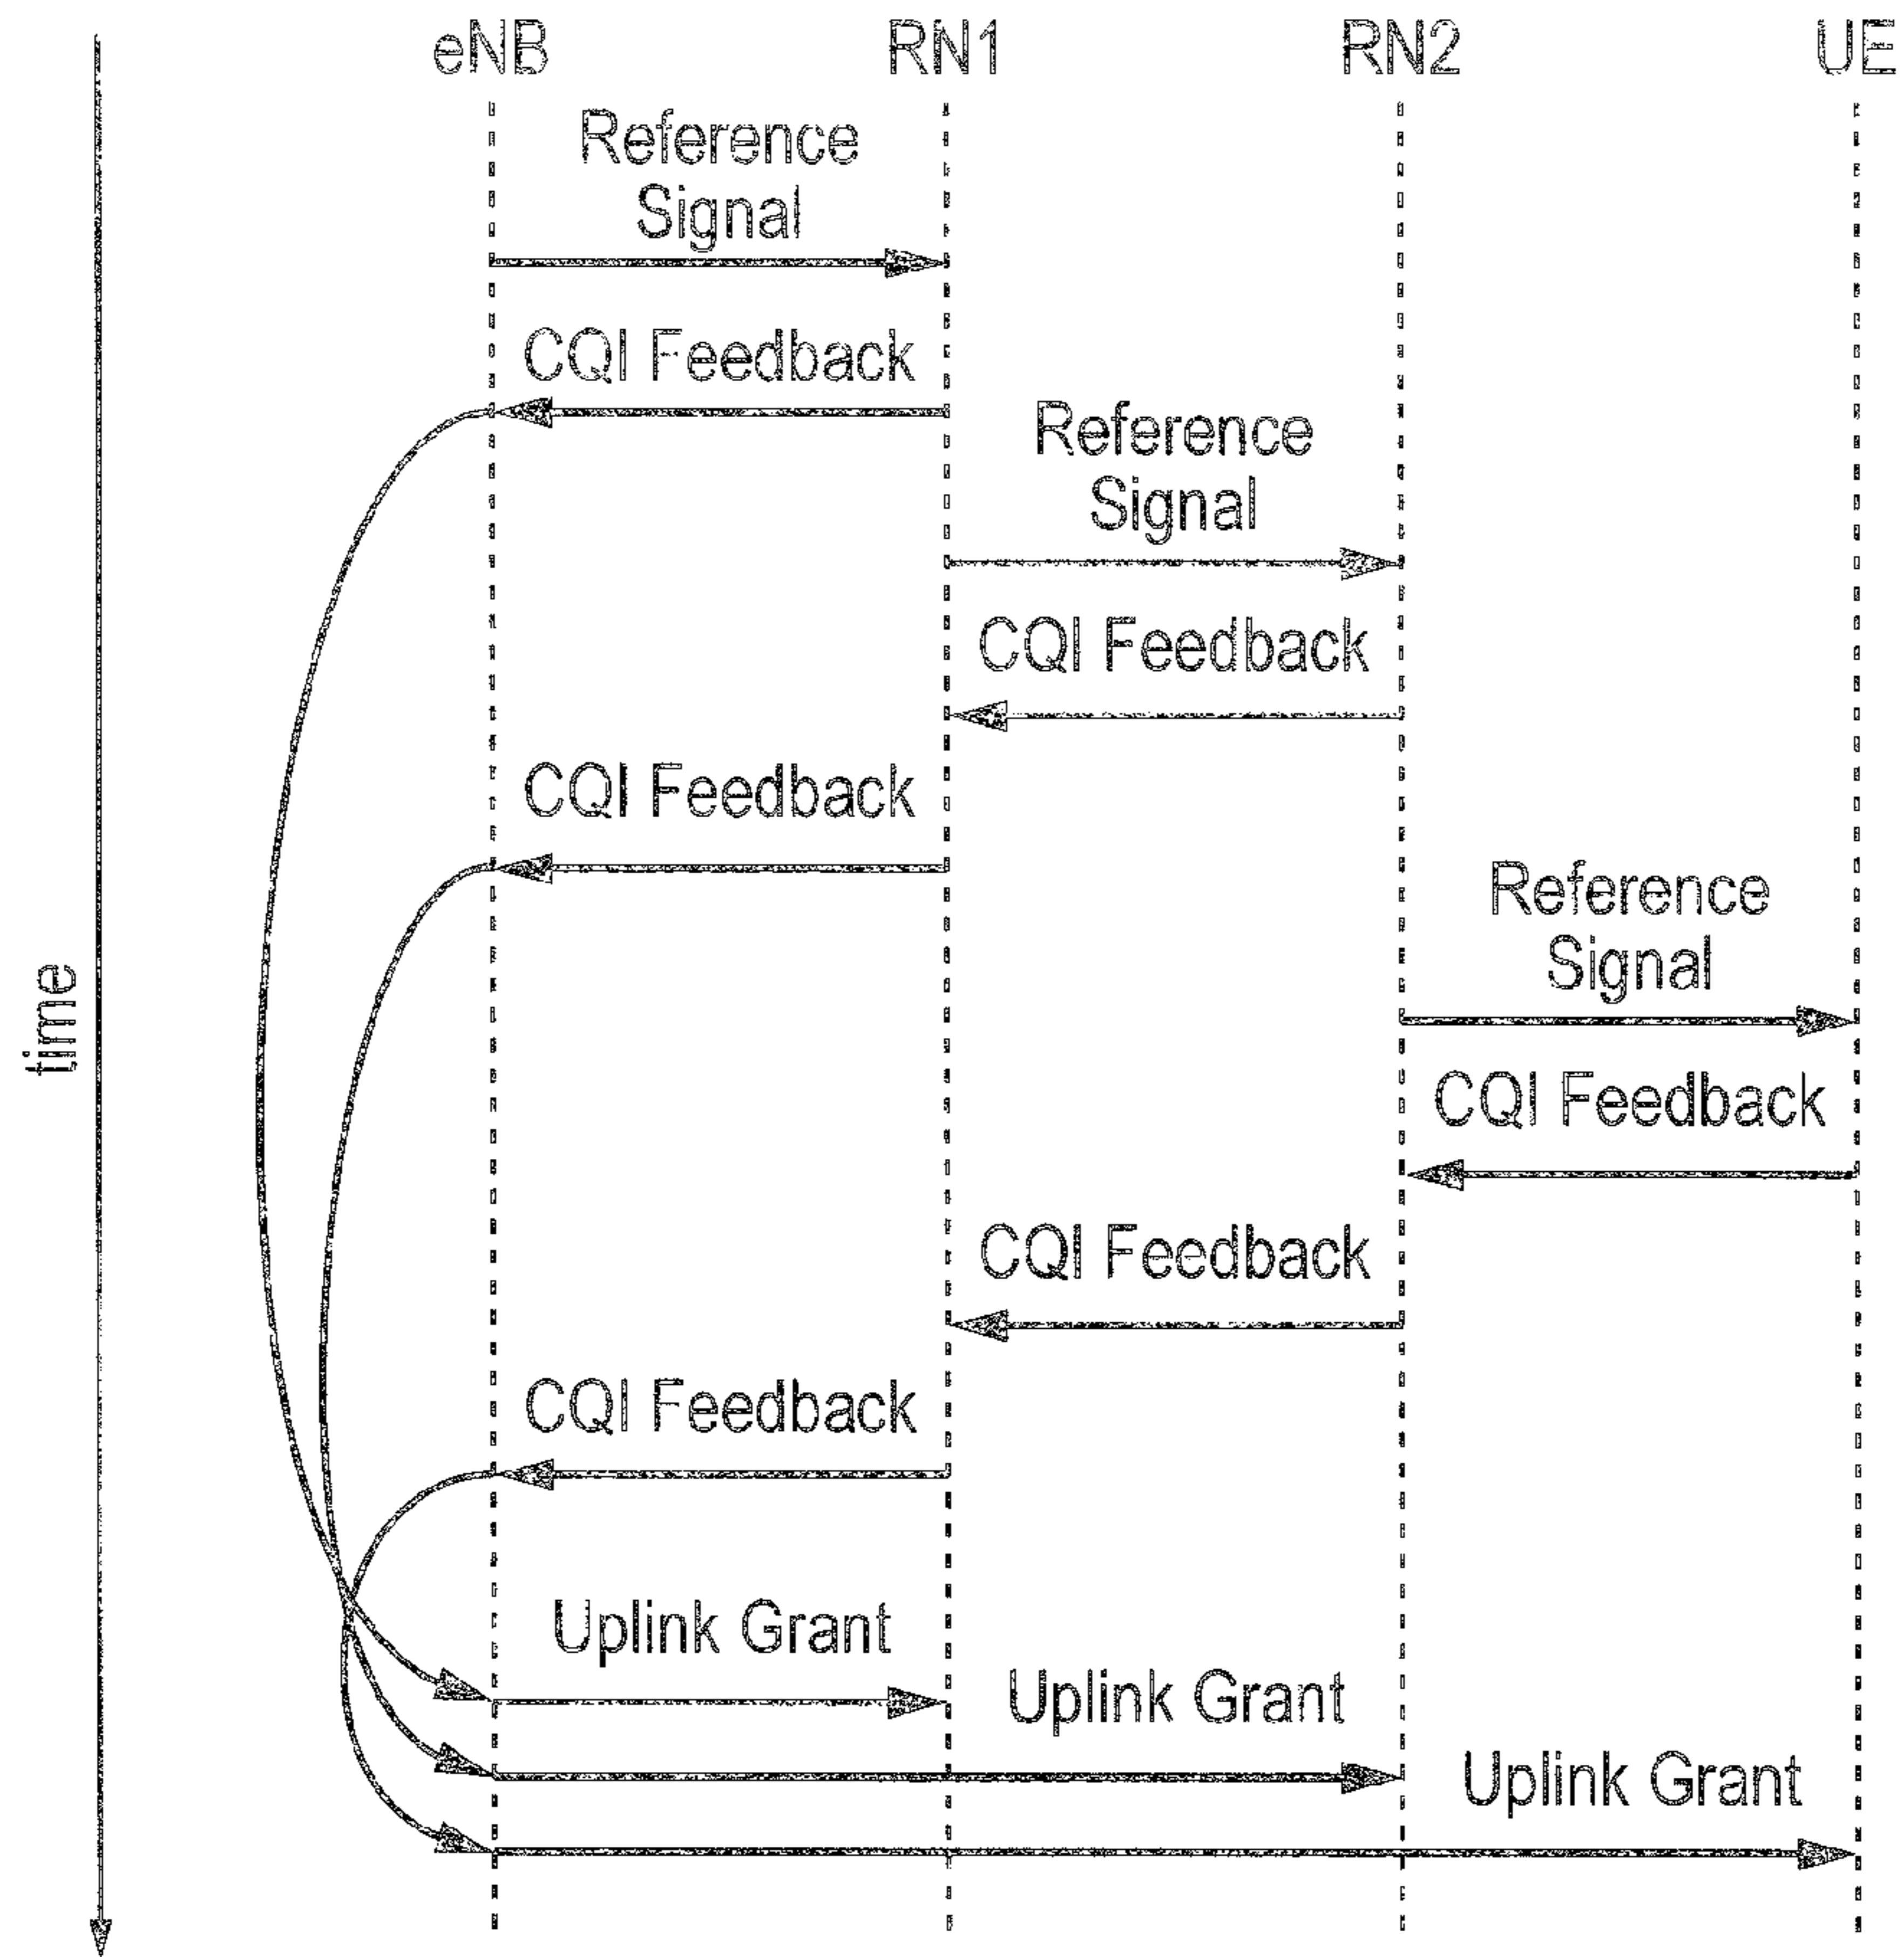 eNB RN1 RN2 UE
Reference
Signal
CQI Feedback
Reference
Signal
CQI Feedback
CQI Feedback
Reference
Signal
time
CQI Feedback
CQI Feedback
CQI Feedback
Uplink Grant
Uplink Grant
Uplink Grant